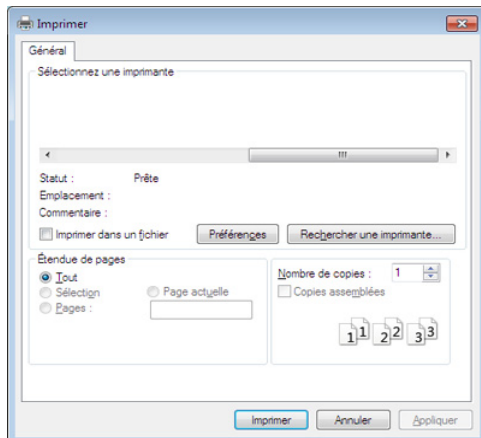 Imprimer
Général
Sélectionnez une imprimante
Statut : Prête
Emplacement :
Commentaire :
Imprimer dans un fichier Préférences Rechercher une imprimante...
Étendue de pages
Tout
Sélection Page actuelle
Pages :
Nombre de copies : 1
Copies assemblées
1 1 2 2 3 3
Imprimer Annuler Appliquer